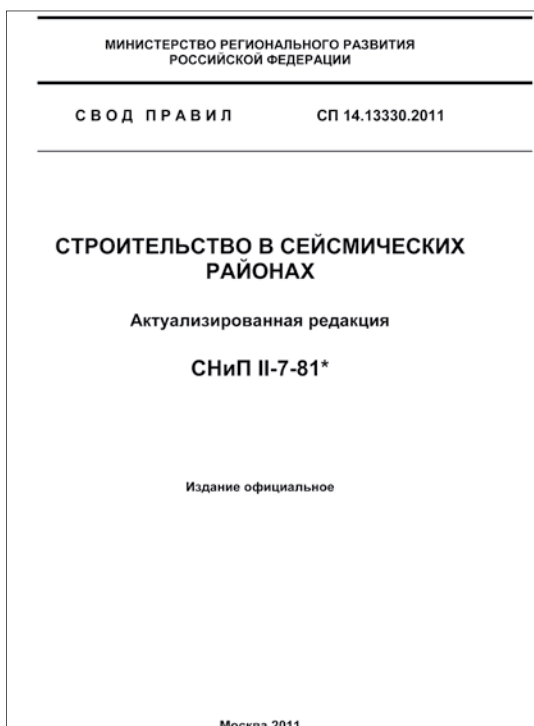 МИНИСТЕРСТВО РЕГИОНАЛЬНОГО РАЗВИТИЯ
РОССИЙСКОЙ ФЕДЕРАЦИИ
СВОД ПРАВИЛ СП 14.13330.2011
СТРОИТЕЛЬСТВО В СЕЙСМИЧЕСКИХ
РАЙОНАХ
Актуализированная редакция
СНиП II-7-81*
Издание официальное
Москва 2011